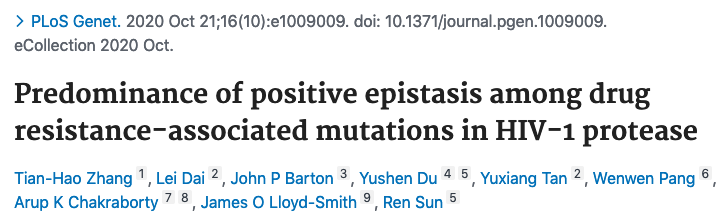 > PLoS Genet. 2020 Oct 21;16(10):e1009009. doi: 10.1371/journal.pgen.1009009.
eCollection 2020 Oct.
Predominance of positive epistasis among drug
resistance-associated mutations in HIV-1 protease
Tian-Hao Zhang 1, Lei Dai 2, John P Barton 3, Yushen Du 4 5, Yuxiang Tan 2, Wenwen Pang 6,
Arup K Chakraborty 7 8, James O Lloyd-Smith 9, Ren Sun 5